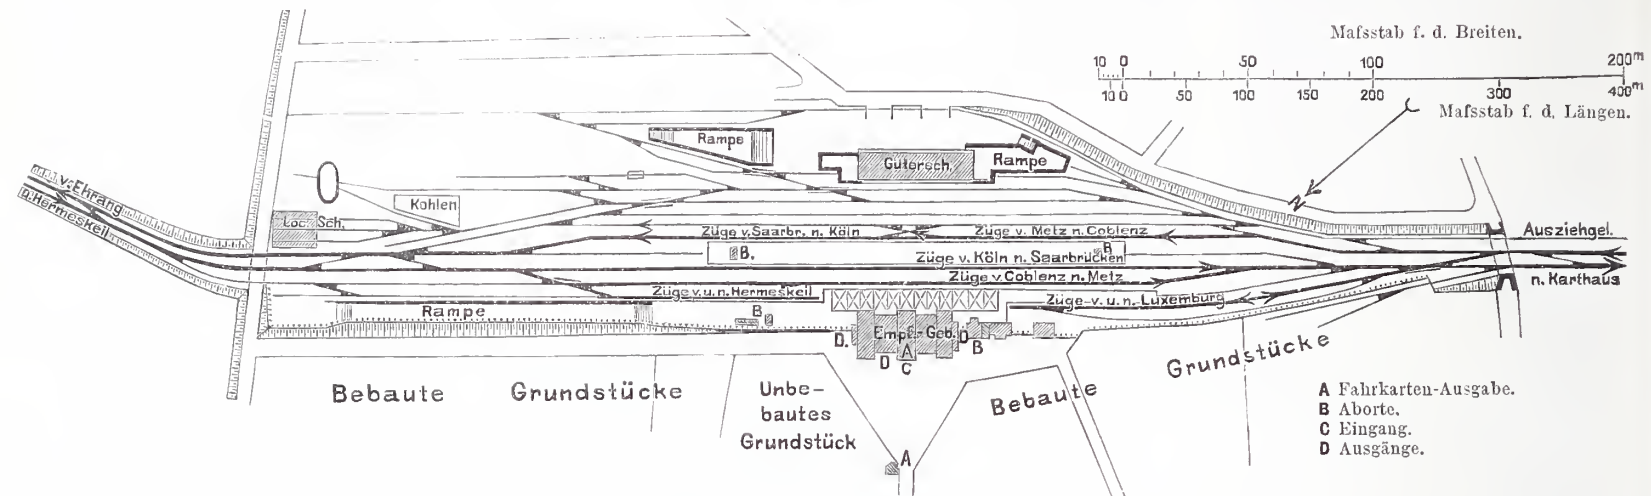 Mafsstab f. d. Breiten.
10 0 50 100 200m
10 0 50 100 150 200 300 400m
Mafsstab f. d. Längen.
Rampe
Gütersch.
Rampe
v. Ehrang
n. Hermeskeil
Loc. Sch.
Kohlen
N
Züge v. Saarbr. n. Köln
Züge v. Metz n. Coblenz
Ausziehgel.
B.
B
Züge v. Köln n. Saarbrücken
Züge v. Coblenz n. Metz
n. Karthaus
Züge v. u. n. Hermeskeil
Züge v. u. n. Luxemburg
Rampe
B
D.
Empf.-Geb.
D
B
A
D
C
Bebaute Grundstücke
Unbe-
bautes
Grundstück
Bebaute
Grundstücke
A
A Fahrkarten-Ausgabe.
B Aborte.
C Eingang.
D Ausgänge.